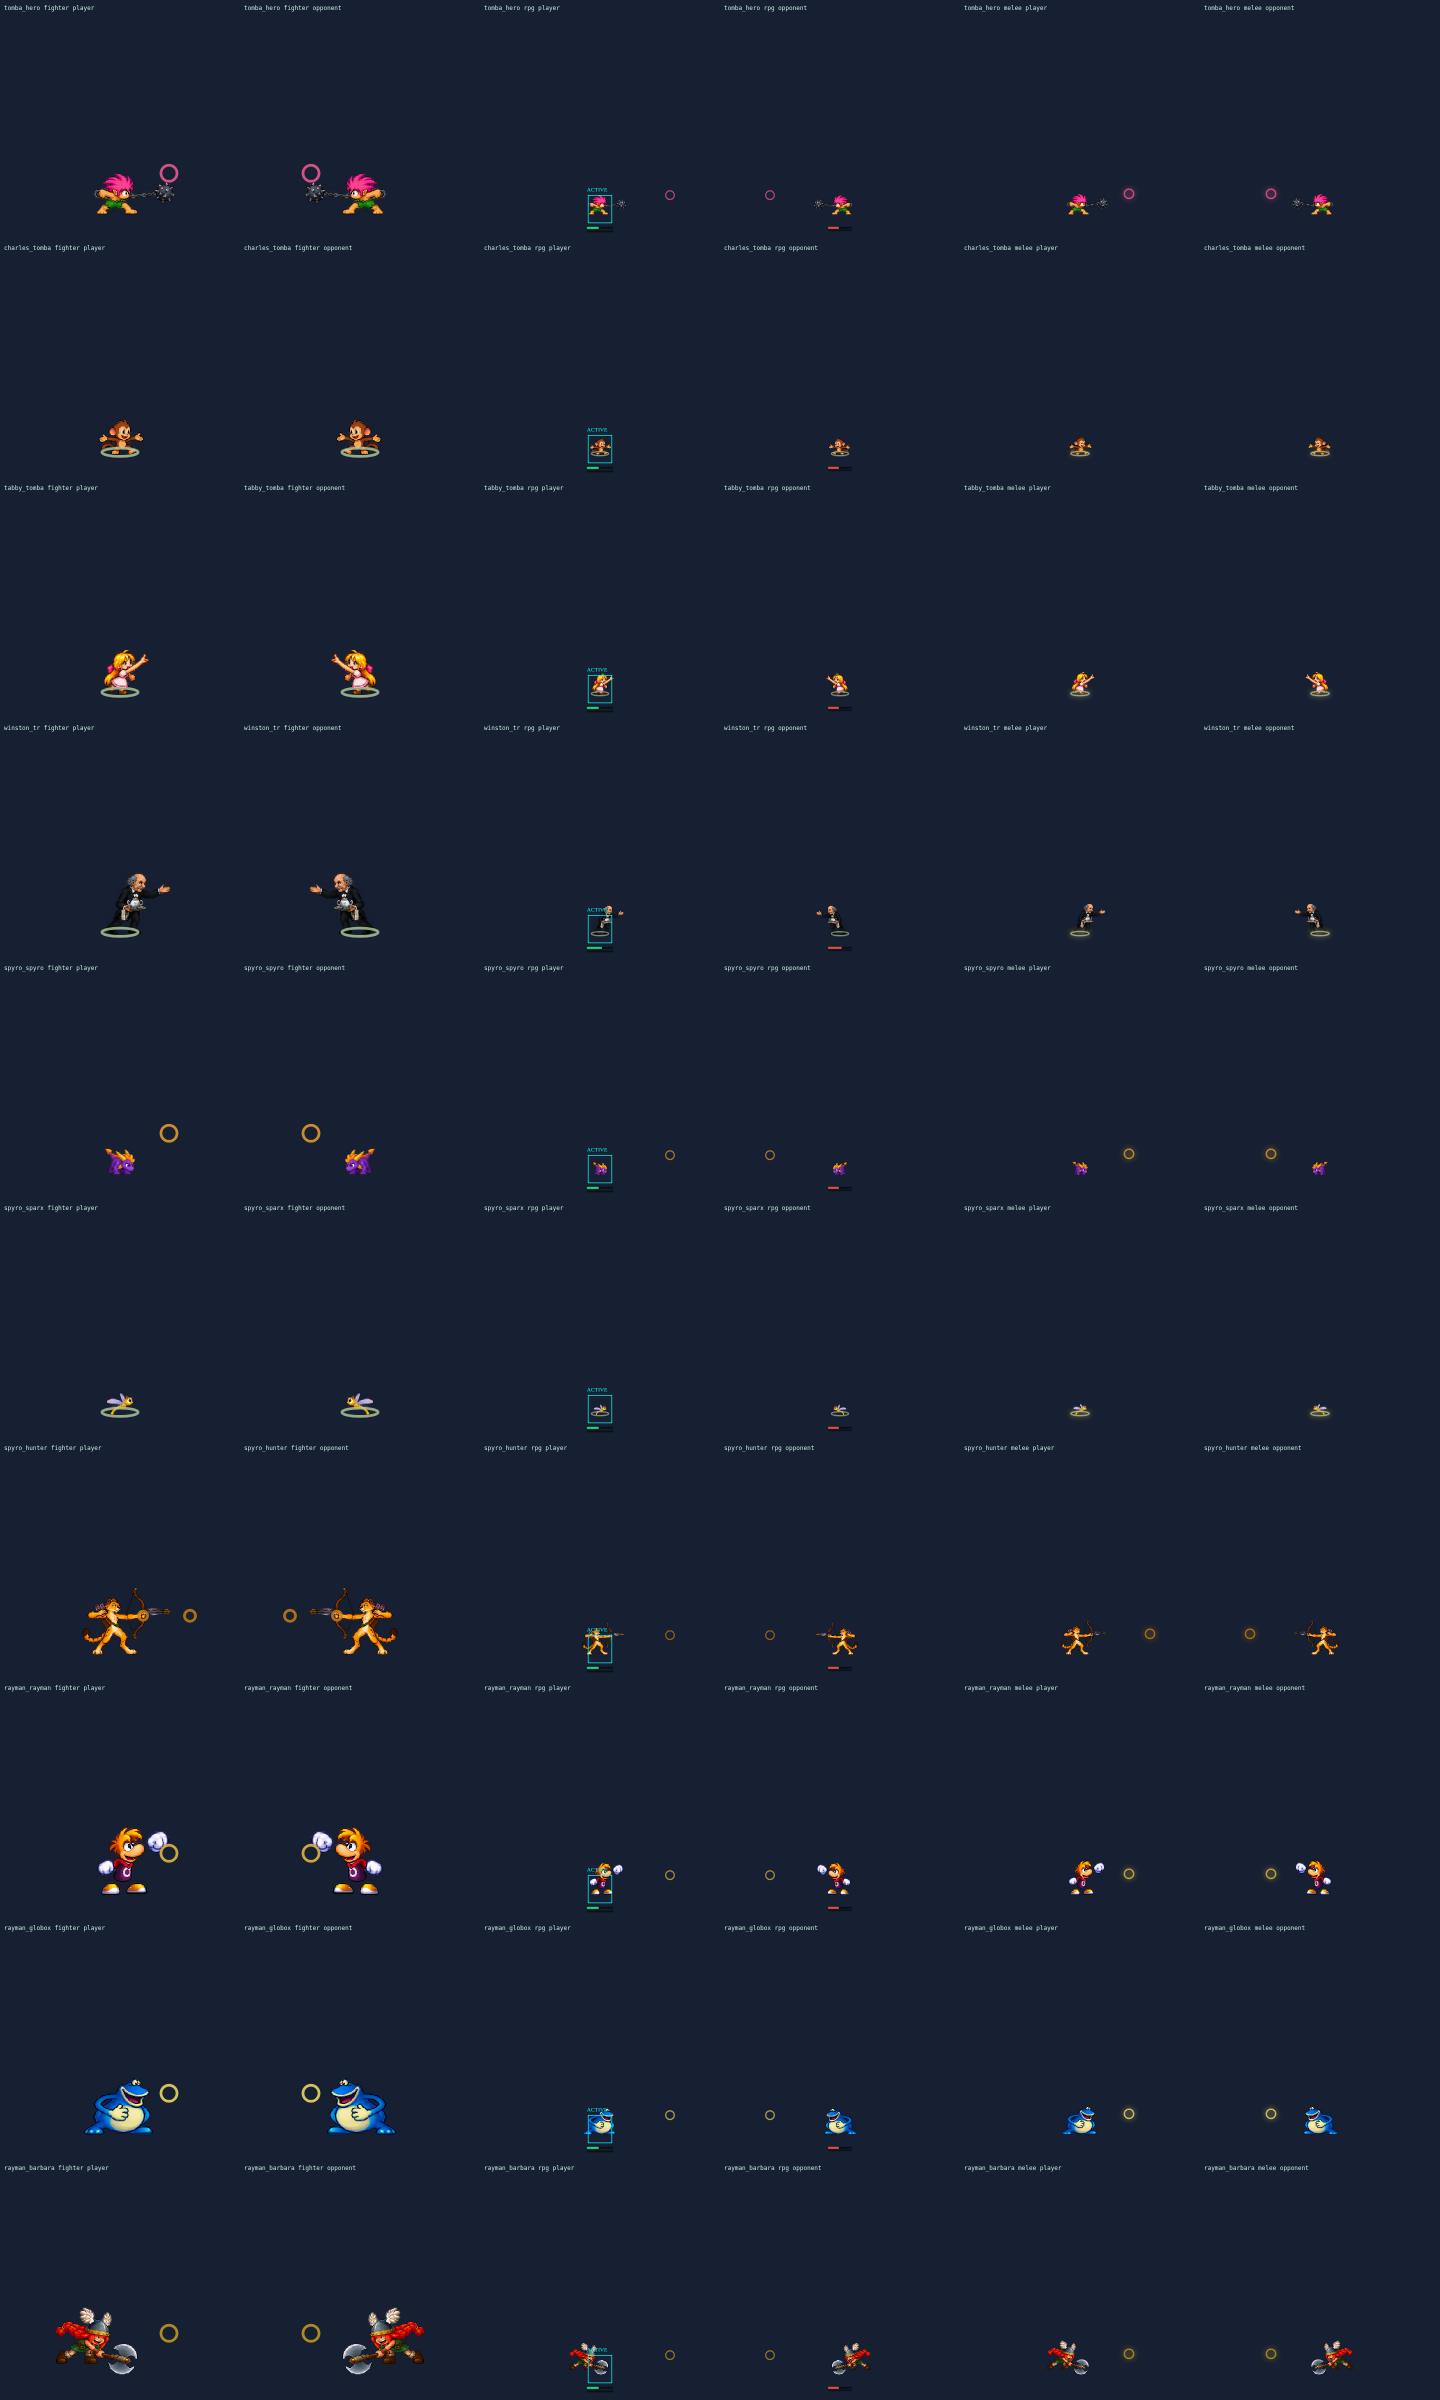 tomba_hero fighter player
tomba_hero fighter opponent
tomba_hero rpg player
tomba_hero rpg opponent
tomba_hero melee player
tomba_hero melee opponent
ACTIVE
charles_tomba fighter player
charles_tomba fighter opponent
charles_tomba rpg player
charles_tomba rpg opponent
charles_tomba melee player
charles_tomba melee opponent
ACTIVE
tabby_tomba fighter player
tabby_tomba fighter opponent
tabby_tomba rpg player
tabby_tomba rpg opponent
tabby_tomba melee player
tabby_tomba melee opponent
ACTIVE
winston_tr fighter player
winston_tr fighter opponent
winston_tr rpg player
winston_tr rpg opponent
winston_tr melee player
winston_tr melee opponent
ACTIVE
spyro_spyro fighter player
spyro_spyro fighter opponent
spyro_spyro rpg player
spyro_spyro rpg opponent
spyro_spyro melee player
spyro_spyro melee opponent
ACTIVE
spyro_sparx fighter player
spyro_sparx fighter opponent
spyro_sparx rpg player
spyro_sparx rpg opponent
spyro_sparx melee player
spyro_sparx melee opponent
ACTIVE
spyro_hunter fighter player
spyro_hunter fighter opponent
spyro_hunter rpg player
spyro_hunter rpg opponent
spyro_hunter melee player
spyro_hunter melee opponent
ACTIVE
rayman_rayman fighter player
rayman_rayman fighter opponent
rayman_rayman rpg player
rayman_rayman rpg opponent
rayman_rayman melee player
rayman_rayman melee opponent
ACTIVE
rayman_globox fighter player
rayman_globox fighter opponent
rayman_globox rpg player
rayman_globox rpg opponent
rayman_globox melee player
rayman_globox melee opponent
ACTIVE
rayman_barbara fighter player
rayman_barbara fighter opponent
rayman_barbara rpg player
rayman_barbara rpg opponent
rayman_barbara melee player
rayman_barbara melee opponent
ACTIVE